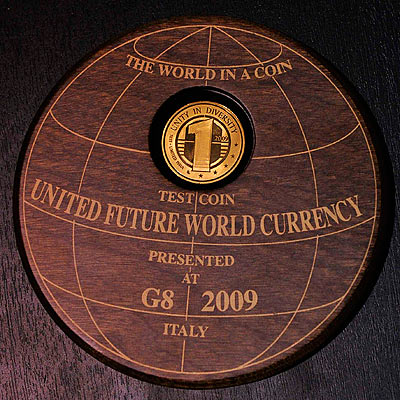 THE WORLD IN A COIN
UNITY IN DIVERSITY
1
2009
TEST COIN
UNITED FUTURE WORLD CURRENCY
PRESENTED
AT
G8 2009
ITALY